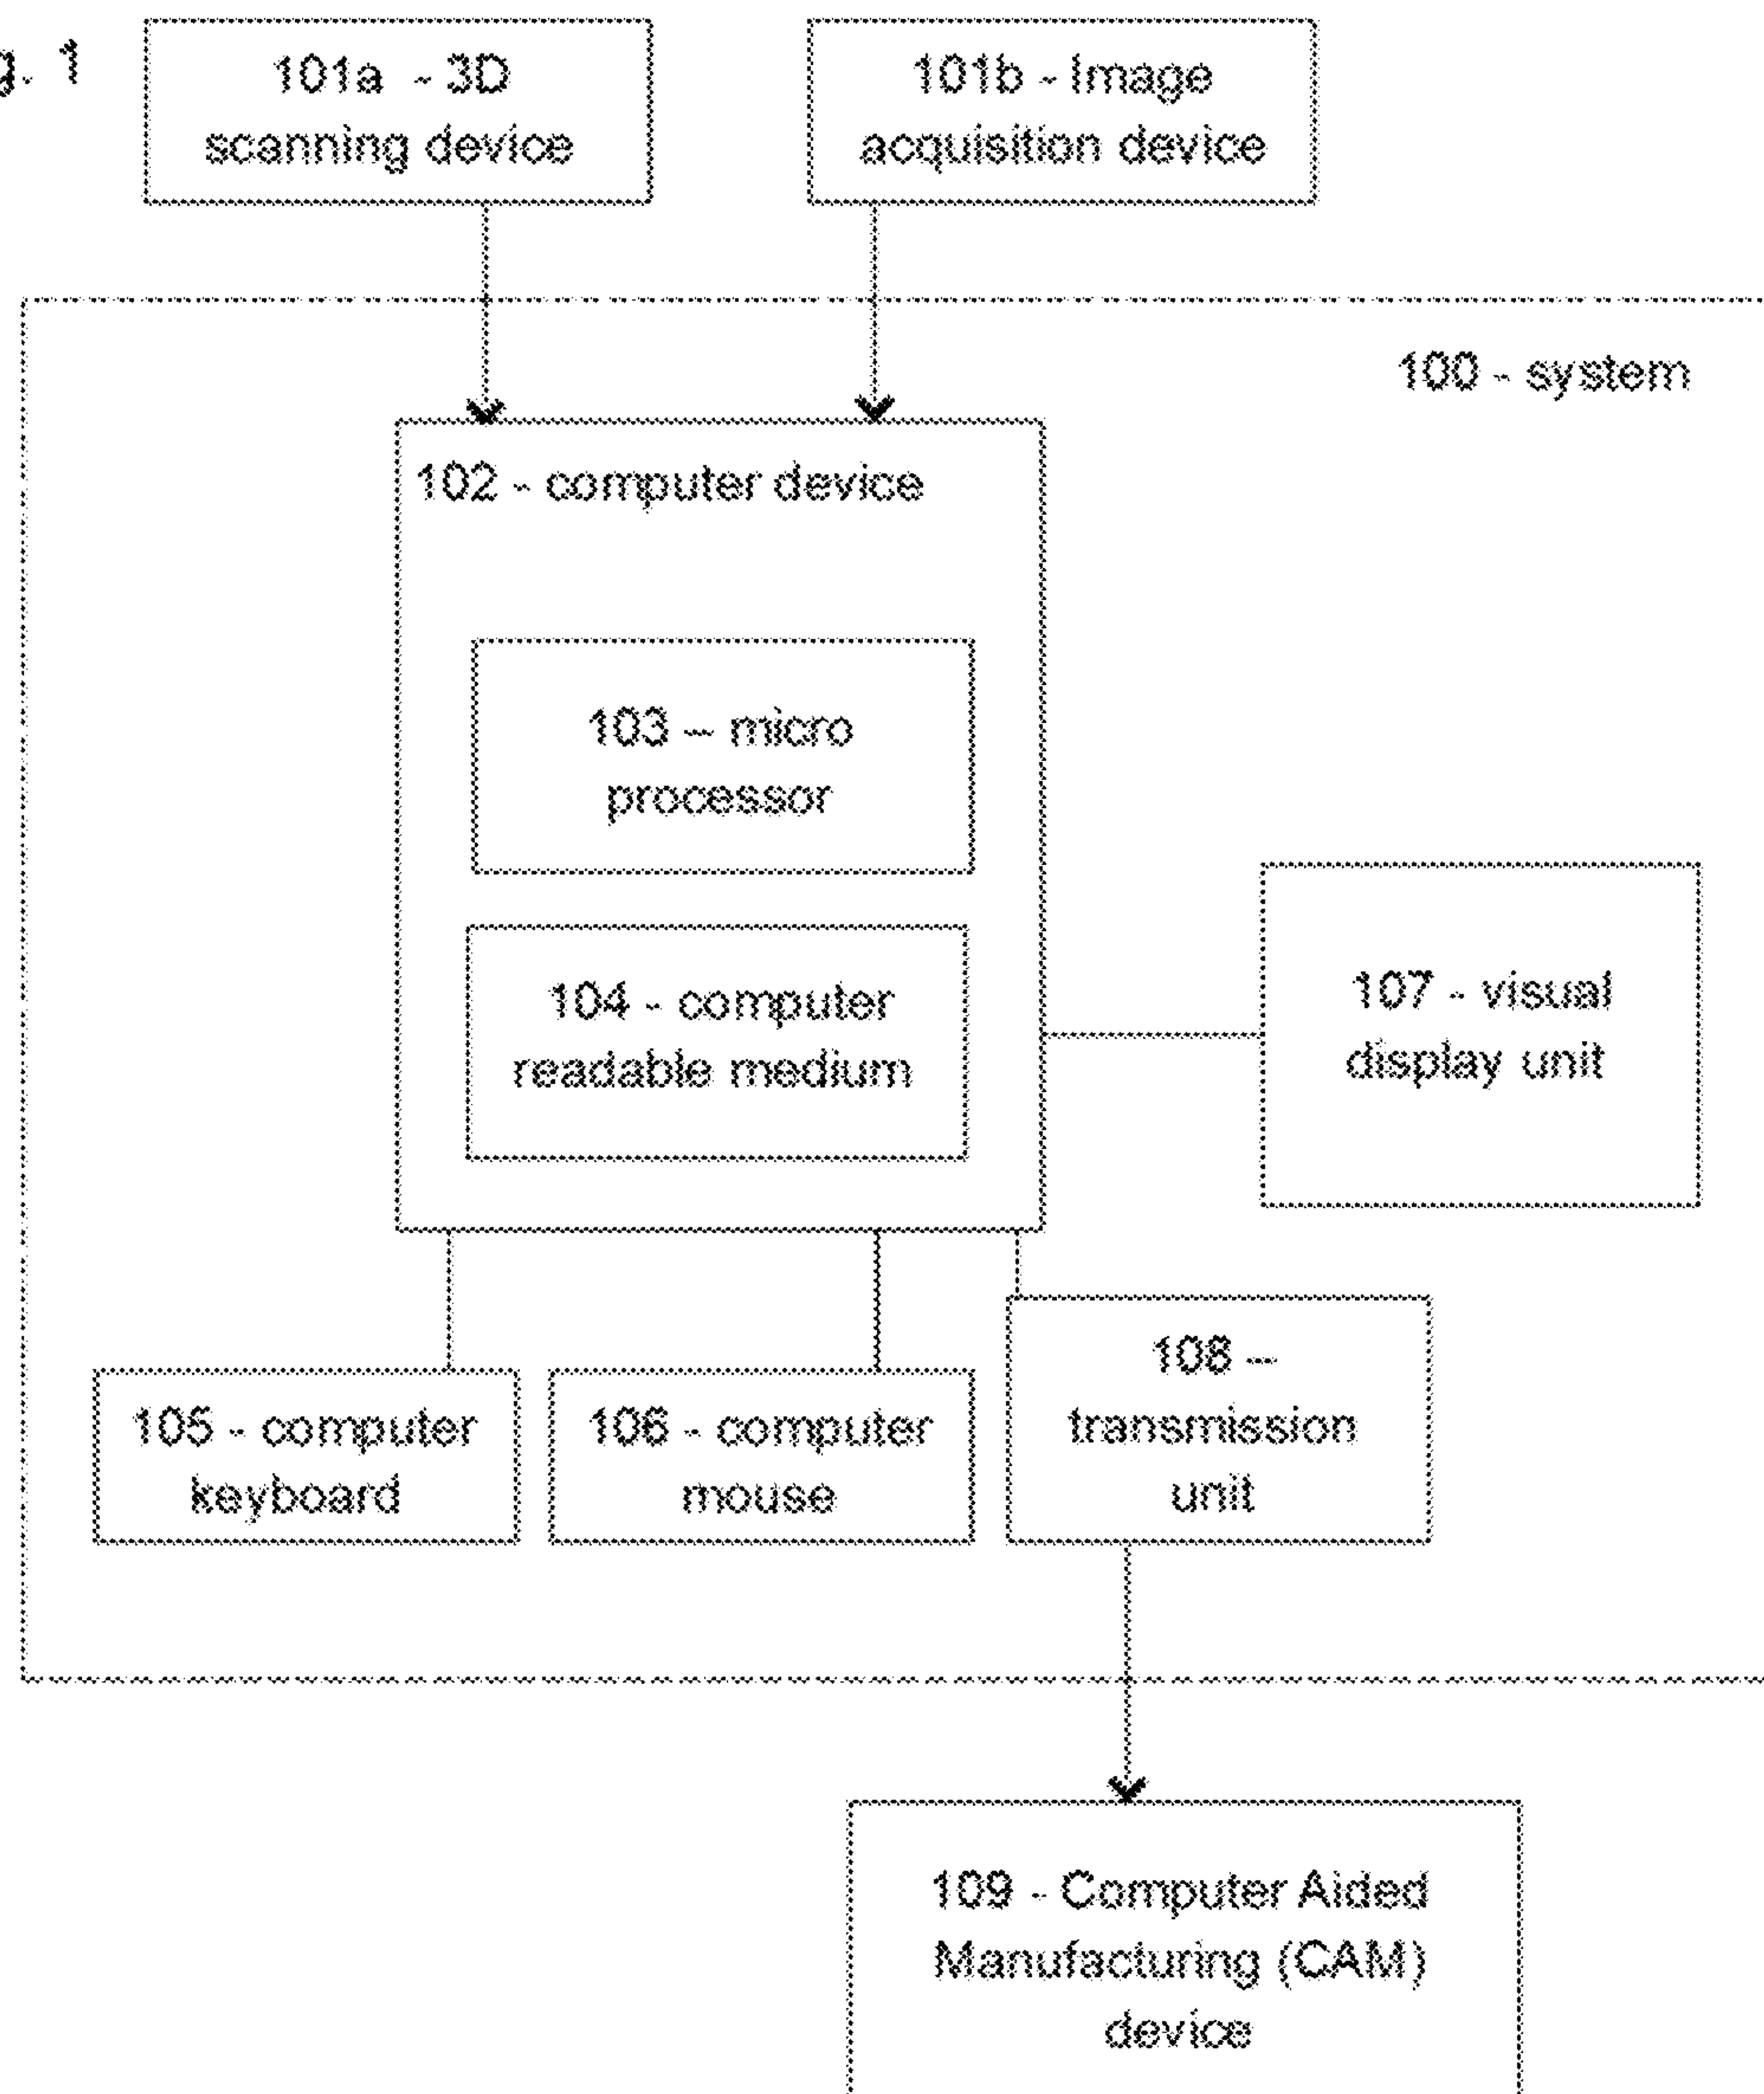 g. 1
101a - 3D
scanning device
101b - Image
acquisition device
100 - system
102 - computer device
103 – micro
processor
104 - computer
readable medium
107 - visual
display unit
105 - computer
keyboard
106 - computer
mouse
108 –
transmission
unit
109 - Computer Aided
Manufacturing (CAM)
device